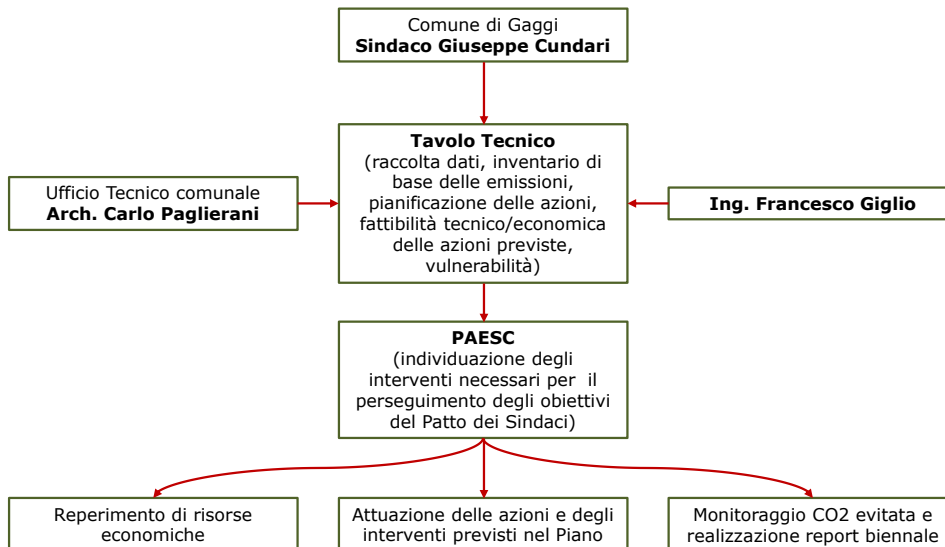 Comune di Gaggi
Sindaco Giuseppe Cundari
Tavolo Tecnico
(raccolta dati, inventario di
base delle emissioni,
pianificazione delle azioni,
fattibilità tecnico/economica
delle azioni previste,
vulnerabilità)
Ufficio Tecnico comunale
Arch. Carlo Paglierani
Ing. Francesco Giglio
PAESC
(individuazione degli
interventi necessari per il
perseguimento degli obiettivi
del Patto dei Sindaci)
Reperimento di risorse
economiche
Attuazione delle azioni e degli
interventi previsti nel Piano
Monitoraggio CO2 evitata e
realizzazione report biennale